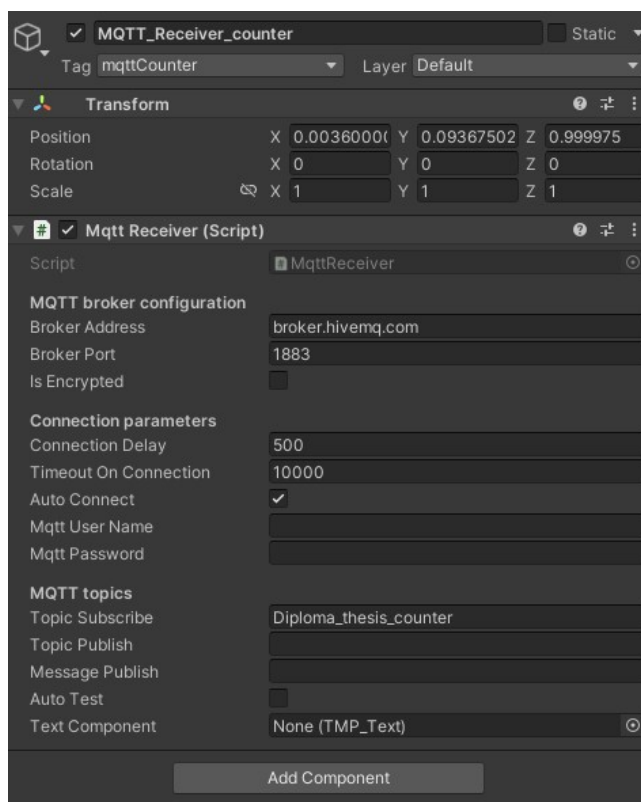 MQTT_Receiver_counter Static
Tag mqttCounter Layer Default
Transform
Position X 0.0036000( Y 0.09367502 Z 0.999975
Rotation X 0 Y 0 Z 0
Scale X 1 Y 1 Z 1
# Mqtt Receiver (Script)
Script MqttReceiver
MQTT broker configuration
Broker Address broker.hivemq.com
Broker Port 1883
Is Encrypted
Connection parameters
Connection Delay 500
Timeout On Connection 10000
Auto Connect
Mqtt User Name
Mqtt Password
MQTT topics
Topic Subscribe Diploma_thesis_counter
Topic Publish
Message Publish
Auto Test
Text Component None (TMP_Text)
Add Component